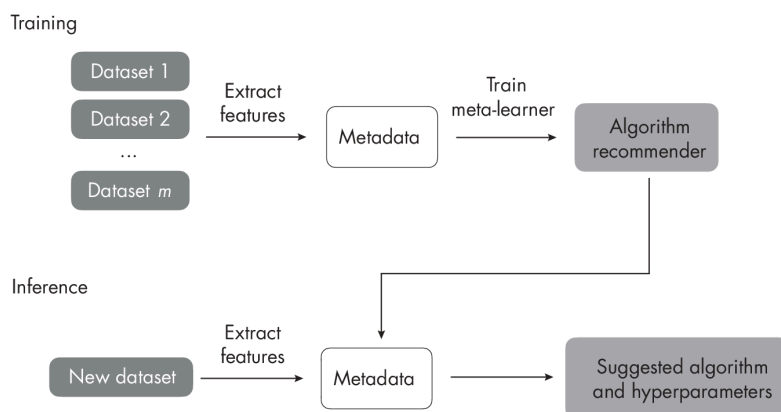 Training
Dataset 1
Dataset 2
...
Dataset m
Extract
features
Metadata
Train
meta-learner
Algorithm
recommender
Inference
New dataset
Extract
features
Metadata
Suggested algorithm
and hyperparameters